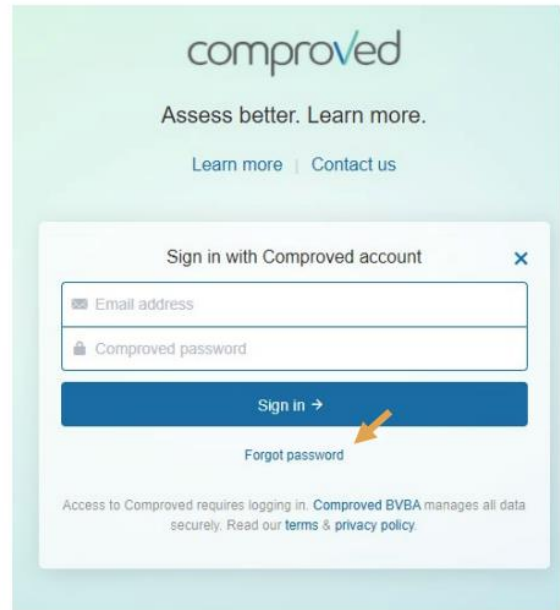 comproved
Assess better. Learn more.
Learn more | Contact us
Sign in with Comproved account ×
Email address
Comproved password
Sign in →
Forgot password
Access to Comproved requires logging in. Comproved BVBA manages all data
securely. Read our terms & privacy policy.